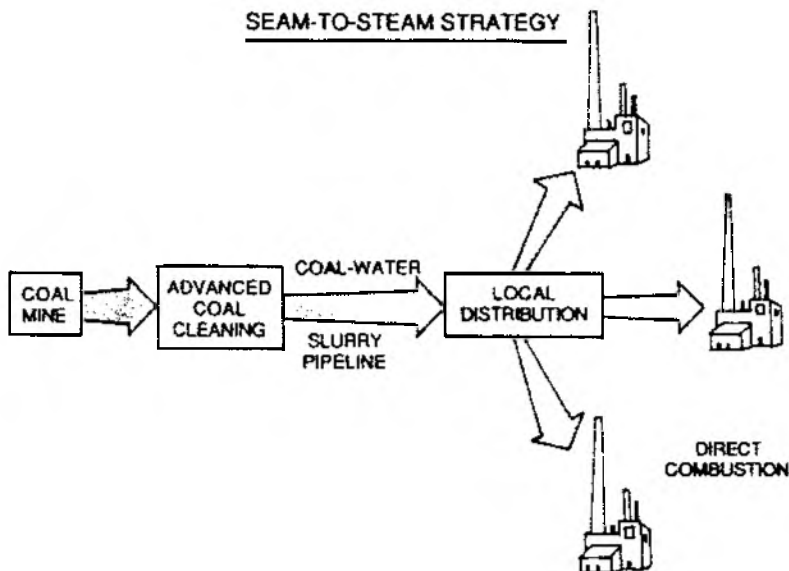 SEAM-TO-STEAM STRATEGY
COAL
MINE
ADVANCED
COAL
CLEANING
COAL-WATER
SLURRY
PIPELINE
LOCAL
DISTRIBUTION
DIRECT
COMBUSTION